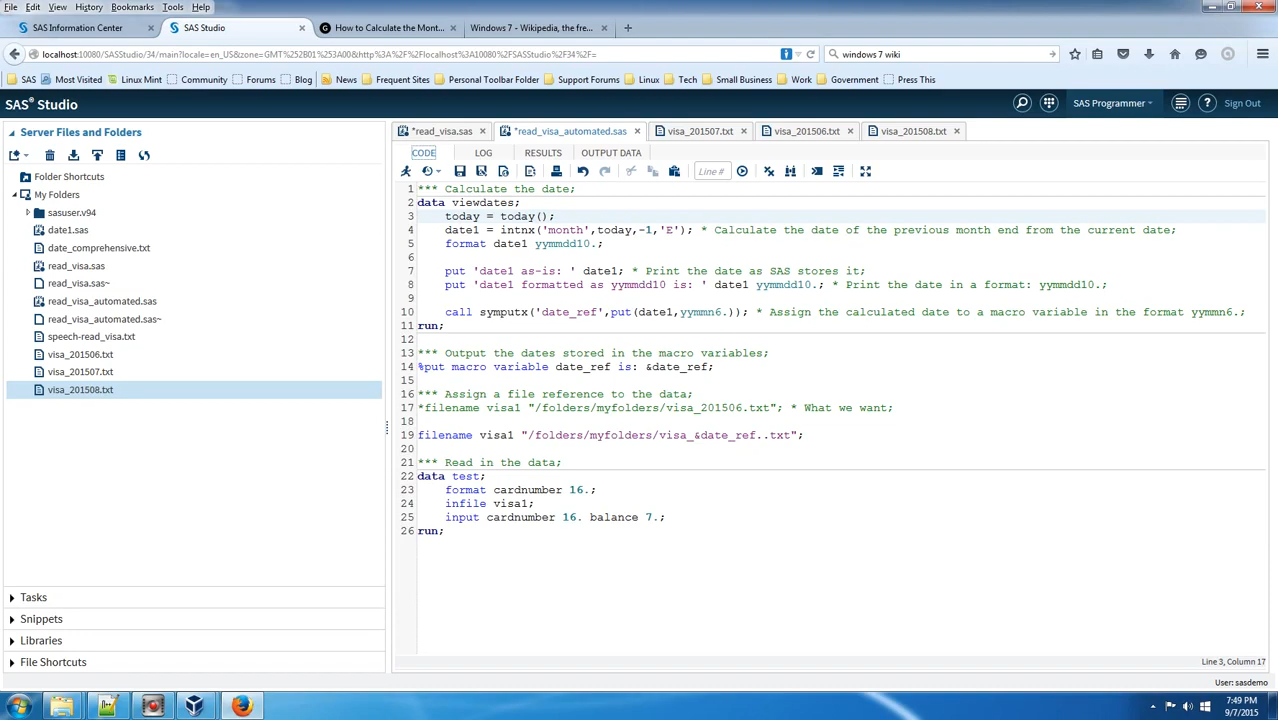 File Edit View History Bookmarks Tools Help
SAS Information Center × SAS Studio × How to Calculate the Mont... × Windows 7 - Wikipedia, the fre... × +
localhost:10080/SASStudio/34/main?locale=en_US&zone=GMT%252B01%253A00&http%3A%2F%2Flocalhost%3A10080%2FSASStudio%2F34%2F= windows 7 wiki
SAS Most Visited Linux Mint Community Forums Blog News Frequent Sites Personal Toolbar Folder Support Forums Linux Tech Small Business Work Government Press This
SAS® Studio SAS Programmer Sign Out
Server Files and Folders
Folder Shortcuts
My Folders
sasuser.v94
date1.sas
date_comprehensive.txt
read_visa.sas
read_visa.sas~
read_visa_automated.sas
read_visa_automated.sas~
speech-read_visa.txt
visa_201506.txt
visa_201507.txt
visa_201508.txt
Tasks
Snippets
Libraries
File Shortcuts
*read_visa.sas × *read_visa_automated.sas × visa_201507.txt × visa_201506.txt × visa_201508.txt ×
CODE LOG RESULTS OUTPUT DATA
Line #
1 *** Calculate the date;
2 data viewdates;
3 today = today();
4 date1 = intnx('month',today,-1,'E'); * Calculate the date of the previous month end from the current date;
5 format date1 yymmdd10.;
6
7 put 'date1 as-is: ' date1; * Print the date as SAS stores it;
8 put 'date1 formatted as yymmdd10 is: ' date1 yymmdd10.; * Print the date in a format: yymmdd10.;
9
10 call symputx('date_ref',put(date1,yymmn6.)); * Assign the calculated date to a macro variable in the format yymmn6.;
11 run;
12
13 *** Output the dates stored in the macro variables;
14 %put macro variable date_ref is: &date_ref;
15
16 *** Assign a file reference to the data;
17 *filename visa1 "/folders/myfolders/visa_201506.txt"; * What we want;
18
19 filename visa1 "/folders/myfolders/visa_&date_ref..txt";
20
21 *** Read in the data;
22 data test;
23 format cardnumber 16.;
24 infile visa1;
25 input cardnumber 16. balance 7.;
26 run;
Line 3, Column 17
User: sasdemo
7:49 PM
9/7/2015